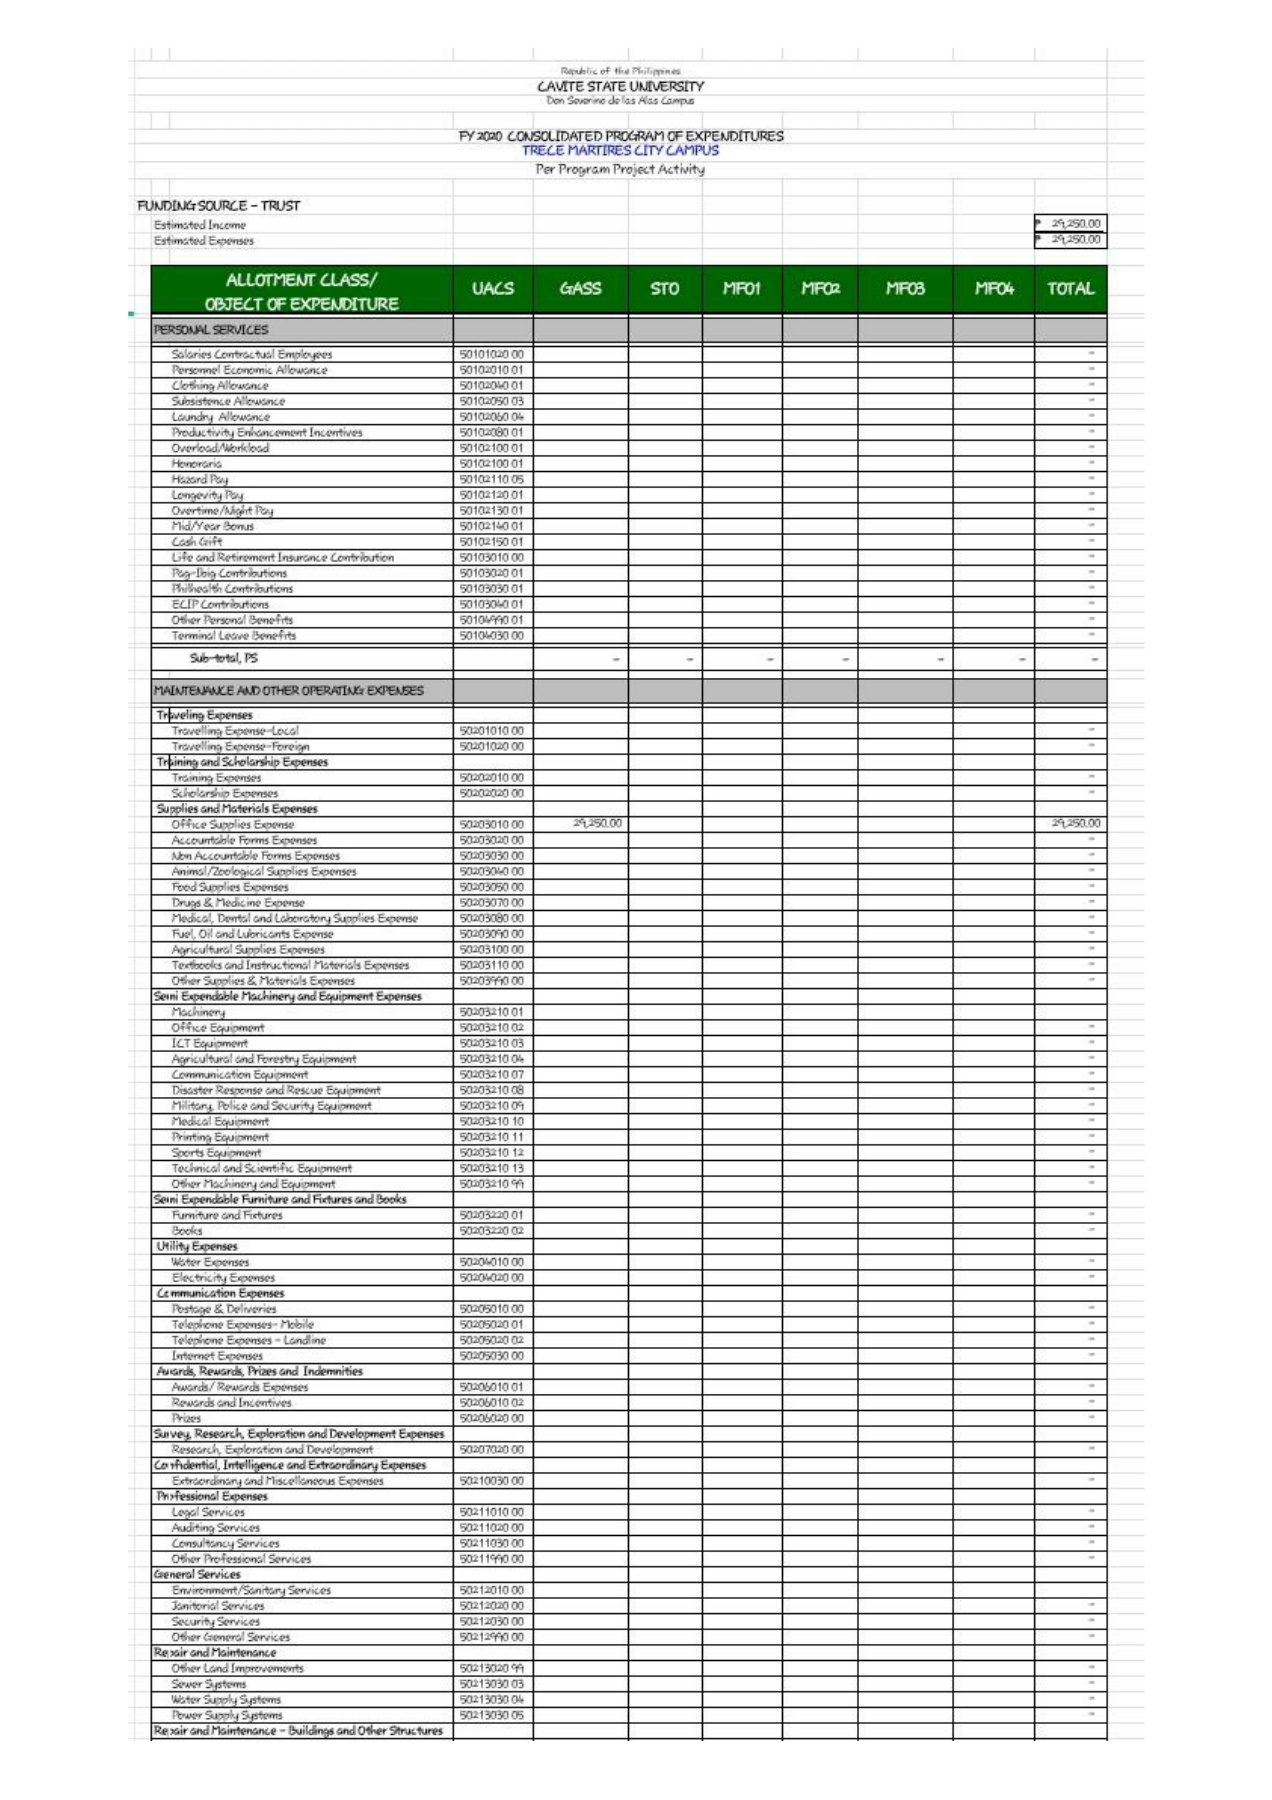 Republic of the Philippines
CAVITE STATE UNIVERSITY
Don Severino de las Alas Campus
FY 2020 CONSOLIDATED PROGRAM OF EXPENDITURES
TRECE MARTIRES CITY CAMPUS
Per Program Project Activity
FUNDING SOURCE - TRUST
Estimated Income ₱ 29,250.00
Estimated Expenses ₱ 29,250.00
ALLOTMENT CLASS/
OBJECT OF EXPENDITURE UACS GASS STO MFO1 MFO2 MFO3 MFO4 TOTAL
PERSONAL SERVICES
Salaries Contractual Employees 50101020 00 -
Personnel Economic Allowance 50102010 01 -
Clothing Allowance 50102040 01 -
Subsistence Allowance 50102050 03 -
Laundry Allowance 50102060 04 -
Productivity Enhancement Incentives 50102080 01 -
Overload/Workload 50102100 01 -
Honoraria 50102100 01 -
Hazard Pay 50102110 05 -
Longevity Pay 50102120 01 -
Overtime/Night Pay 50102130 01 -
Mid/Year Bonus 50102140 01 -
Cash Gift 50102150 01 -
Life and Retirement Insurance Contribution 50103010 00 -
Pag-Ibig Contributions 50103020 01 -
Philhealth Contributions 50103030 01 -
ECIP Contributions 50103040 01 -
Other Personal Benefits 50104990 01 -
Terminal Leave Benefits 50104030 00 -
Sub-total, PS - - - - - - -
MAINTENANCE AND OTHER OPERATING EXPENSES
Traveling Expenses
Travelling Expense-Local 50201010 00 -
Travelling Expense-Foreign 50201020 00 -
Training and Scholarship Expenses
Training Expenses 50202010 00 -
Scholarship Expenses 50202020 00 -
Supplies and Materials Expenses
Office Supplies Expense 50203010 00 29,250.00 29,250.00
Accountable Forms Expenses 50203020 00 -
Non Accountable Forms Expenses 50203030 00 -
Animal/Zoological Supplies Expenses 50203040 00 -
Food Supplies Expenses 50203050 00 -
Drugs & Medicine Expense 50203070 00 -
Medical, Dental and Laboratory Supplies Expense 50203080 00 -
Fuel, Oil and Lubricants Expense 50203090 00 -
Agricultural Supplies Expenses 50203100 00 -
Textbooks and Instructional Materials Expenses 50203110 00 -
Other Supplies & Materials Expenses 50203990 00 -
Semi Expendable Machinery and Equipment Expenses
Machinery 50203210 01
Office Equipment 50203210 02 -
ICT Equipment 50203210 03 -
Agricultural and Forestry Equipment 50203210 04 -
Communication Equipment 50203210 07 -
Disaster Response and Rescue Equipment 50203210 08 -
Military, Police and Security Equipment 50203210 09 -
Medical Equipment 50203210 10 -
Printing Equipment 50203210 11 -
Sports Equipment 50203210 12 -
Technical and Scientific Equipment 50203210 13 -
Other Machinery and Equipment 50203210 99 -
Semi Expendable Furniture and Fixtures and Books
Furniture and Fixtures 50203220 01 -
Books 50203220 02 -
Utility Expenses
Water Expenses 50204010 00 -
Electricity Expenses 50204020 00 -
Communication Expenses
Postage & Deliveries 50205010 00 -
Telephone Expenses- Mobile 50205020 01 -
Telephone Expenses - Landline 50205020 02 -
Internet Expenses 50205030 00 -
Awards, Rewards, Prizes and Indemnities
Awards/ Rewards Expenses 50206010 01 -
Rewards and Incentives 50206010 02 -
Prizes 50206020 00 -
Survey, Research, Exploration and Development Expenses
Research, Exploration and Development 50207020 00 -
Confidential, Intelligence and Extraordinary Expenses
Extraordinary and Miscellaneous Expenses 50210030 00 -
Professional Expenses
Legal Services 50211010 00 -
Auditing Services 50211020 00 -
Consultancy Services 50211030 00 -
Other Professional Services 50211990 00 -
General Services
Environment/Sanitary Services 50212010 00
Janitorial Services 50212020 00 -
Security Services 50212030 00 -
Other General Services 50212990 00 -
Repair and Maintenance
Other Land Improvements 50213020 99 -
Sewer Systems 50213030 03 -
Water Supply Systems 50213030 04 -
Power Supply Systems 50213030 05 -
Repair and Maintenance - Buildings and Other Structures